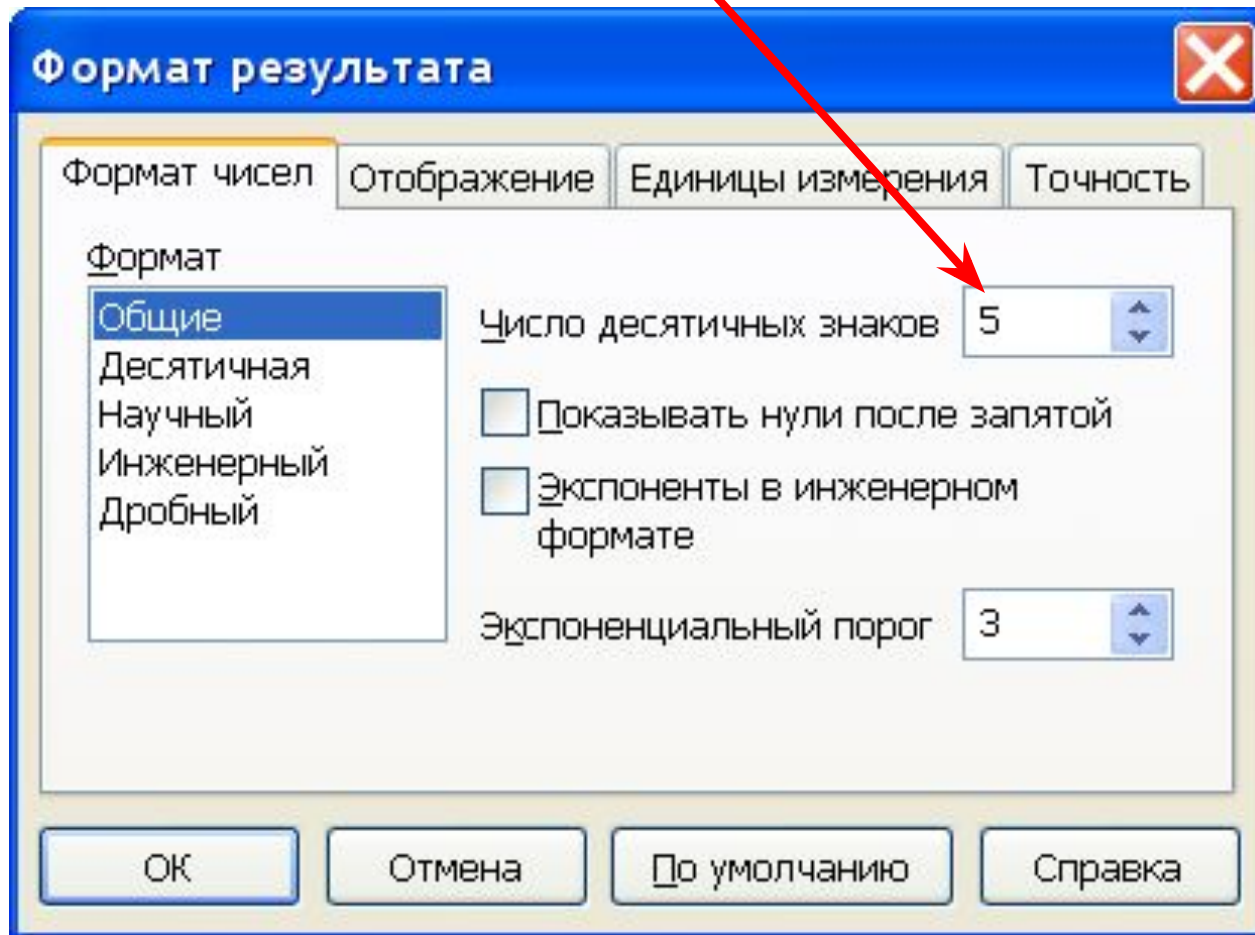 Формат результата
Формат чисел
Отображение
Единицы измерения
Точность
Формат
Общие
Десятичная
Научный
Инженерный
Дробный
Число десятичных знаков
5
Показывать нули после запятой
Экспоненты в инженерном
формате
Экспоненциальный порог
3
ОК
Отмена
По умолчанию
Справка